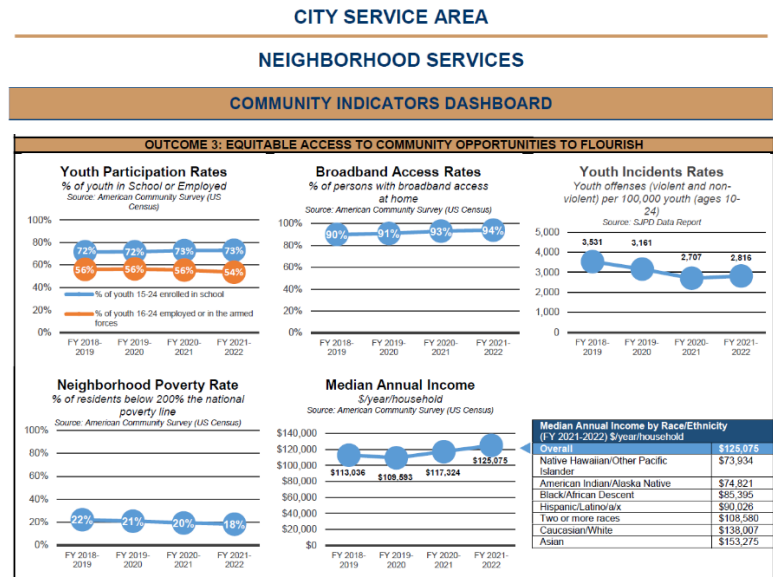 CITY SERVICE AREA
NEIGHBORHOOD SERVICES
COMMUNITY INDICATORS DASHBOARD
OUTCOME 3: EQUITABLE ACCESS TO COMMUNITY OPPORTUNITIES TO FLOURISH
Youth Participation Rates
% of youth in School or Employed
Source: American Community Survey (US
Census)
100%
80%
60%
40%
20%
0%
72%
72%
73%
73%
56%
56%
56%
54%
% of youth 15-24 enrolled in school
% of youth 16-24 employed or in the armed
forces
FY 2018-
2019
FY 2019-
2020
FY 2020-
2021
FY 2021-
2022
Broadband Access Rates
% of persons with broadband access
at home
Source: American Community Survey (US Census)
100%
80%
60%
40%
20%
0%
90%
91%
93%
94%
FY 2018-
2019
FY 2019-
2020
FY 2020-
2021
FY 2021-
2022
Youth Incidents Rates
Youth offenses (violent and non-
violent) per 100,000 youth (ages 10-
24)
Source: SJPD Data Report
5,000
4,000
3,000
2,000
1,000
0
3,531
3,161
2,707
2,816
FY 2018-
2019
FY 2019-
2020
FY 2020-
2021
FY 2021-
2022
Neighborhood Poverty Rate
% of residents below 200% the national
poverty line
Source: American Community Survey (US Census)
100%
80%
60%
40%
20%
0%
22%
21%
20%
18%
FY 2018-
2019
FY 2019-
2020
FY 2020-
2021
FY 2021-
2022
Median Annual Income
$/year/household
Source: American Community Survey (US Census)
$140,000
$120,000
$100,000
$80,000
$60,000
$40,000
$20,000
$0
$113,036
$109,593
$117,324
$125,075
FY 2018-
2019
FY 2019-
2020
FY 2020-
2021
FY 2021-
2022
Median Annual Income by Race/Ethnicity
(FY 2021-2022) $/year/household
Overall $125,075
Native Hawaiian/Other Pacific $73,934
Islander
American Indian/Alaska Native $74,821
Black/African Descent $85,395
Hispanic/Latino/a/x $90,026
Two or more races $108,580
Caucasian/White $138,007
Asian $153,275